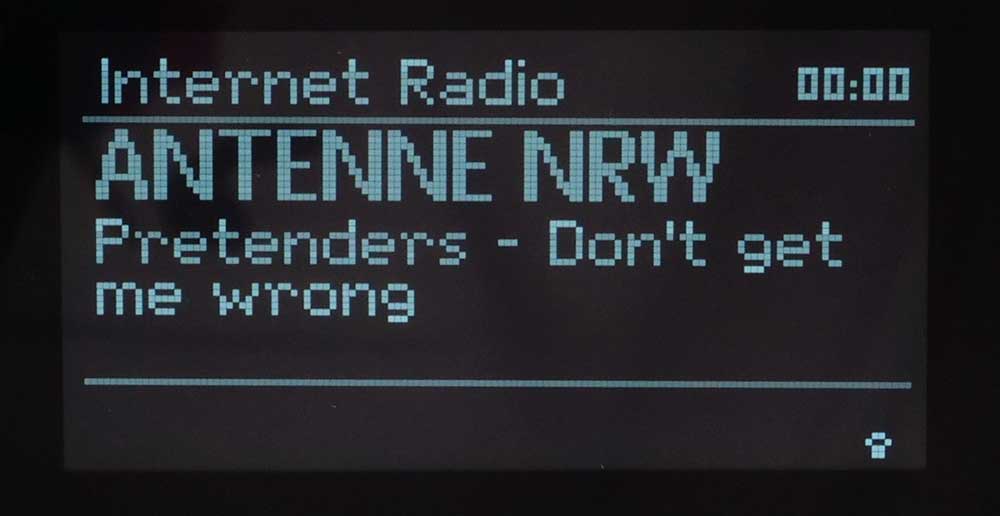 Internet Radio 00:00
ANTENNE NRW
Pretenders - Don't get
me wrong